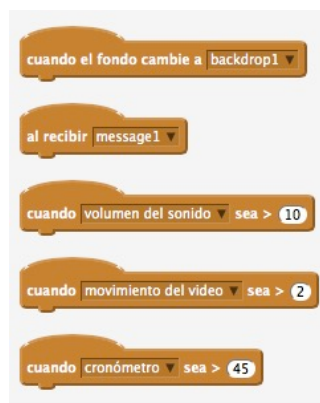 cuando el fondo cambie a backdrop1
al recibir message1
cuando volumen del sonido sea > 10
cuando movimiento del video sea > 2
cuando cronómetro sea > 45